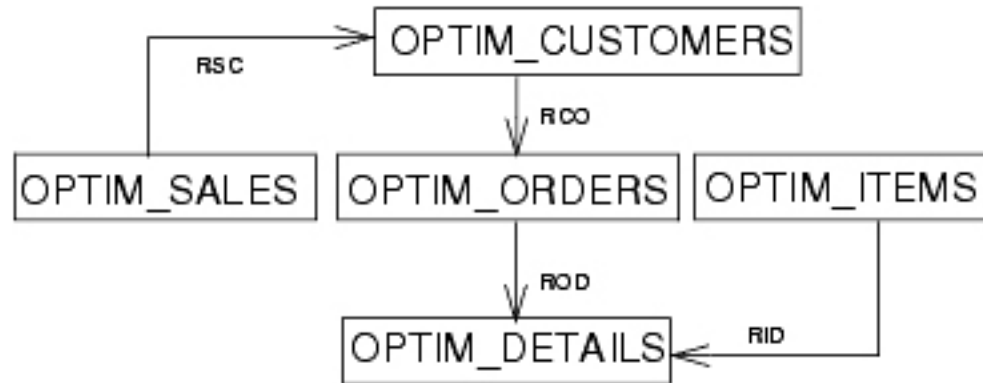 OPTIM_CUSTOMERS
RSC
RCO
OPTIM_SALES
OPTIM_ORDERS
OPTIM_ITEMS
ROD
RID
OPTIM_DETAILS